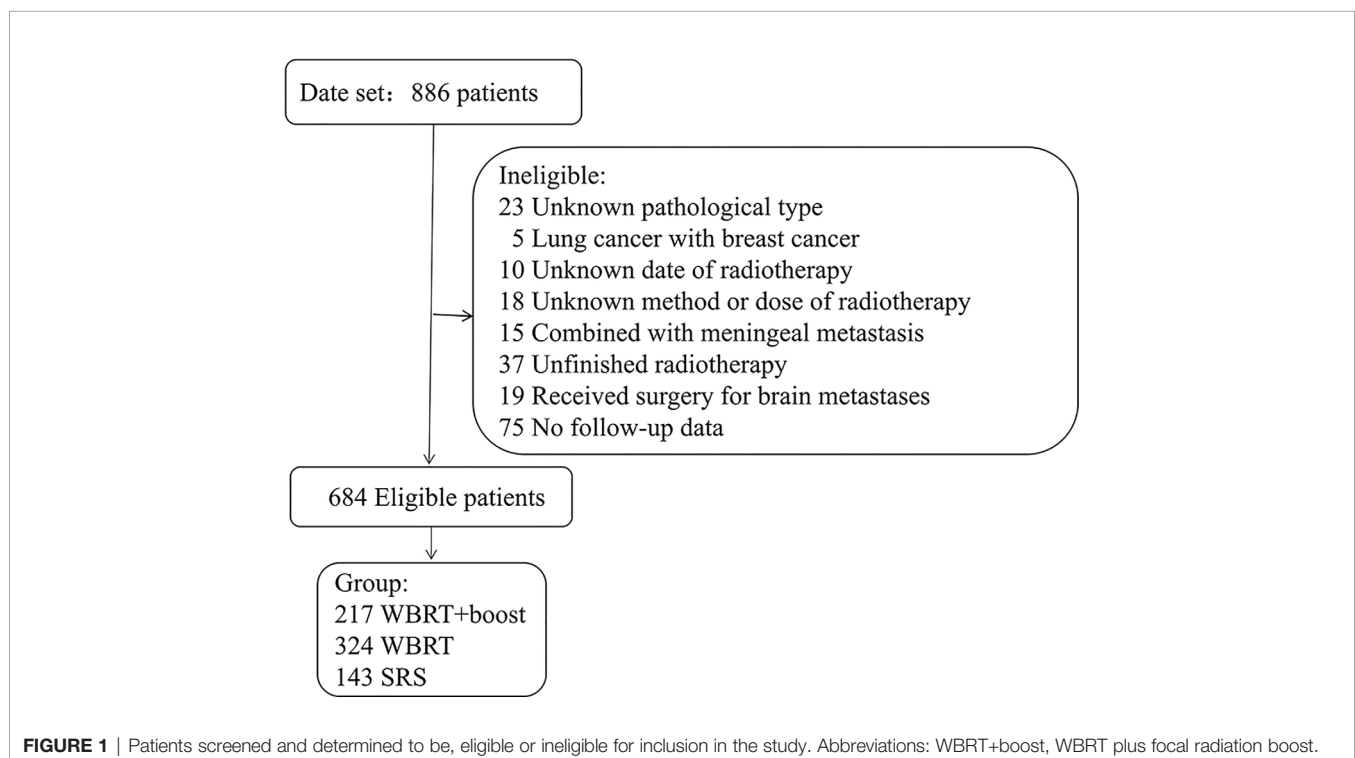 Date set： 886 patients
Ineligible:
23 Unknown pathological type
5 Lung cancer with breast cancer
10 Unknown date of radiotherapy
18 Unknown method or dose of radiotherapy
15 Combined with meningeal metastasis
37 Unfinished radiotherapy
19 Received surgery for brain metastases
75 No follow-up data
684 Eligible patients
Group:
217 WBRT+boost
324 WBRT
143 SRS
FIGURE 1 | Patients screened and determined to be, eligible or ineligible for inclusion in the study. Abbreviations: WBRT+boost, WBRT plus focal radiation boost.